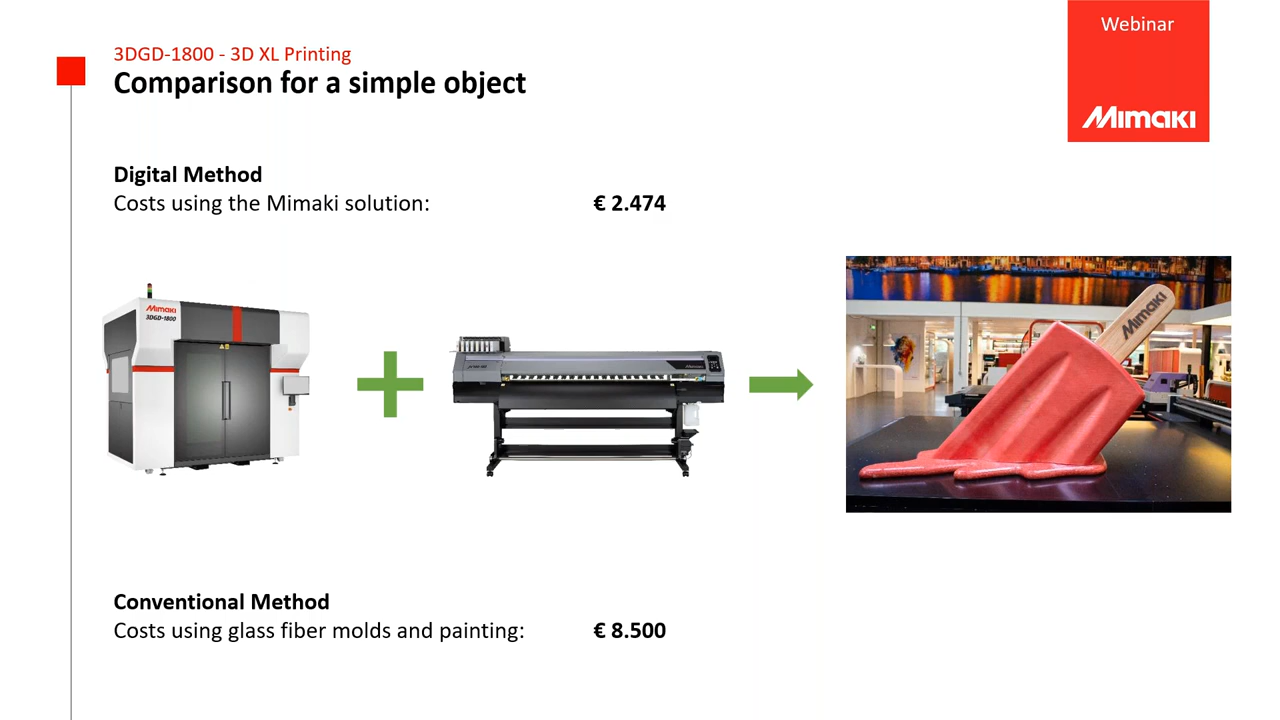 Webinar
Mimaki
3DGD-1800 - 3D XL Printing
Comparison for a simple object
Digital Method
Costs using the Mimaki solution:
€ 2.474
Mimaki
3DGD-1800
Mimaki
Mimaki
Conventional Method
Costs using glass fiber molds and painting:
€ 8.500